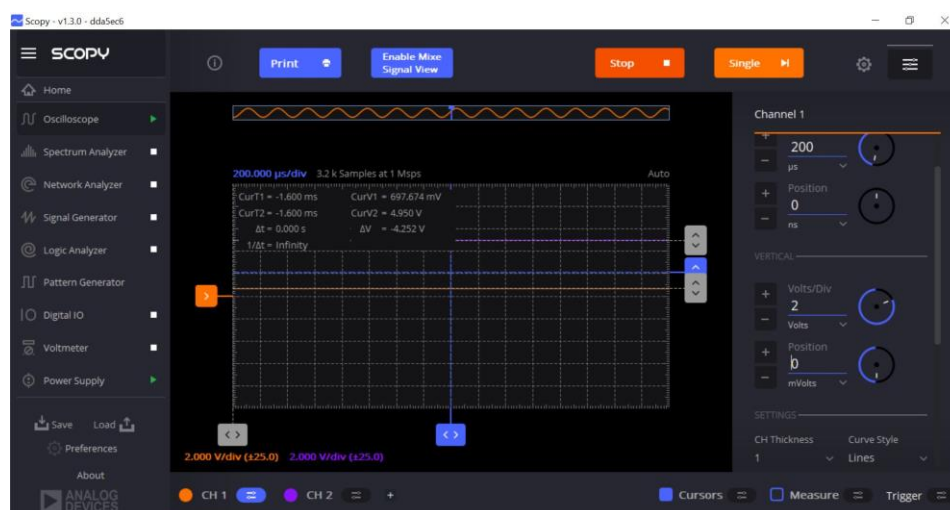 Scopy - v1.3.0 - dda5ec6
SCOPY
Print
Enable Mixe
Signal View
Stop
Single
Home
Oscilloscope
Spectrum Analyzer
Network Analyzer
Signal Generator
Logic Analyzer
Pattern Generator
Digital IO
Voltmeter
Power Supply
Save Load
Preferences
About
ANALOG
DEVICES
200.000 µs/div 3.2 k Samples at 1 Msps Auto
CurT1 = -1.600 ms CurV1 = 697.674 mV
CurT2 = -1.600 ms CurV2 = 4.950 V
Δt = 0.000 s ΔV = -4.252 V
1/Δt = Infinity
2.000 V/div (±25.0) 2.000 V/div (±25.0)
Channel 1
200
µs
Position
0
ns
VERTICAL
Volts/Div
2
Volts
Position
0
mVolts
SETTINGS
CH Thickness Curve Style
1 Lines
CH 1 CH 2 + Cursors Measure Trigger